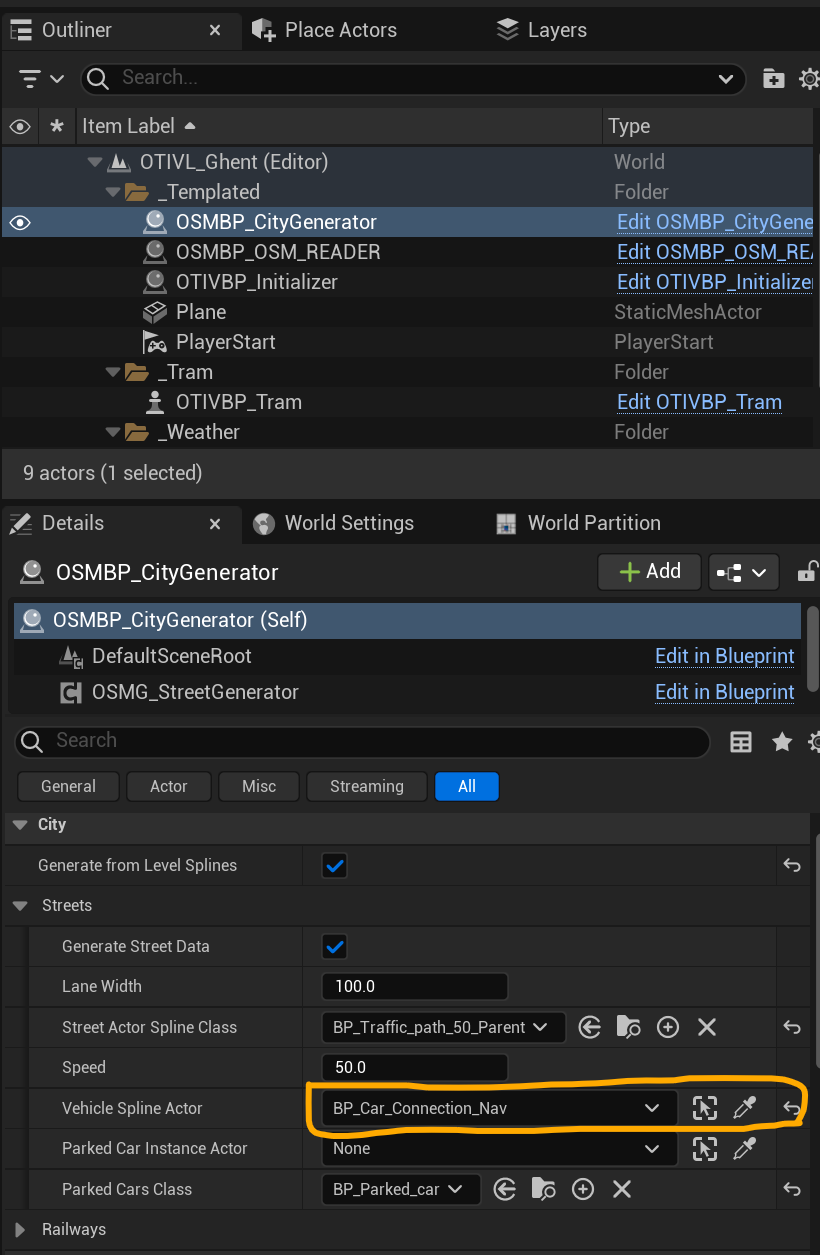 Outliner
Place Actors
Layers
Search...
Item Label Type
OTIVL_Ghent (Editor) World
_Templated Folder
OSMBP_CityGenerator Edit OSMBP_CityGene
OSMBP_OSM_READER Edit OSMBP_OSM_REA
OTIVBP_Initializer Edit OTIVBP_Initialize
Plane StaticMeshActor
PlayerStart PlayerStart
_Tram Folder
OTIVBP_Tram Edit OTIVBP_Tram
_Weather Folder
9 actors (1 selected)
Details
World Settings
World Partition
OSMBP_CityGenerator
Add
OSMBP_CityGenerator (Self)
DefaultSceneRoot Edit in Blueprint
OSMG_StreetGenerator Edit in Blueprint
Search
General Actor Misc Streaming All
City
Generate from Level Splines
Streets
Generate Street Data
Lane Width 100.0
Street Actor Spline Class BP_Traffic_path_50_Parent
Speed 50.0
Vehicle Spline Actor BP_Car_Connection_Nav
Parked Car Instance Actor None
Parked Cars Class BP_Parked_car
Railways